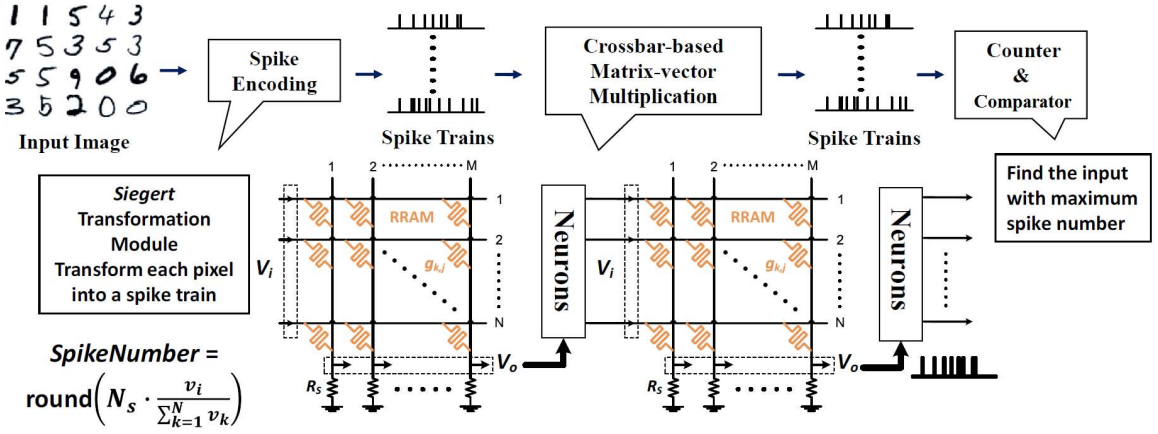 1 1 5 4 3
7 5 3 5 3
5 5 9 0 6
3 5 2 0 0
Input Image
Spike
Encoding
Spike Trains
Crossbar-based
Matrix-vector
Multiplication
Spike Trains
Counter
&
Comparator
Siegert
Transformation
Module
Transform each pixel
into a spike train
SpikeNumber =
round(N_s · v_i / ∑_{k=1}^{N} v_k)
1 2 M
V_i
RRAM
g_{k,j}
1
2
N
R_S
V_o
Neurons
1 2 M
V_i
RRAM
g_{k,j}
1
2
N
R_S
V_o
Neurons
Find the input
with maximum
spike number